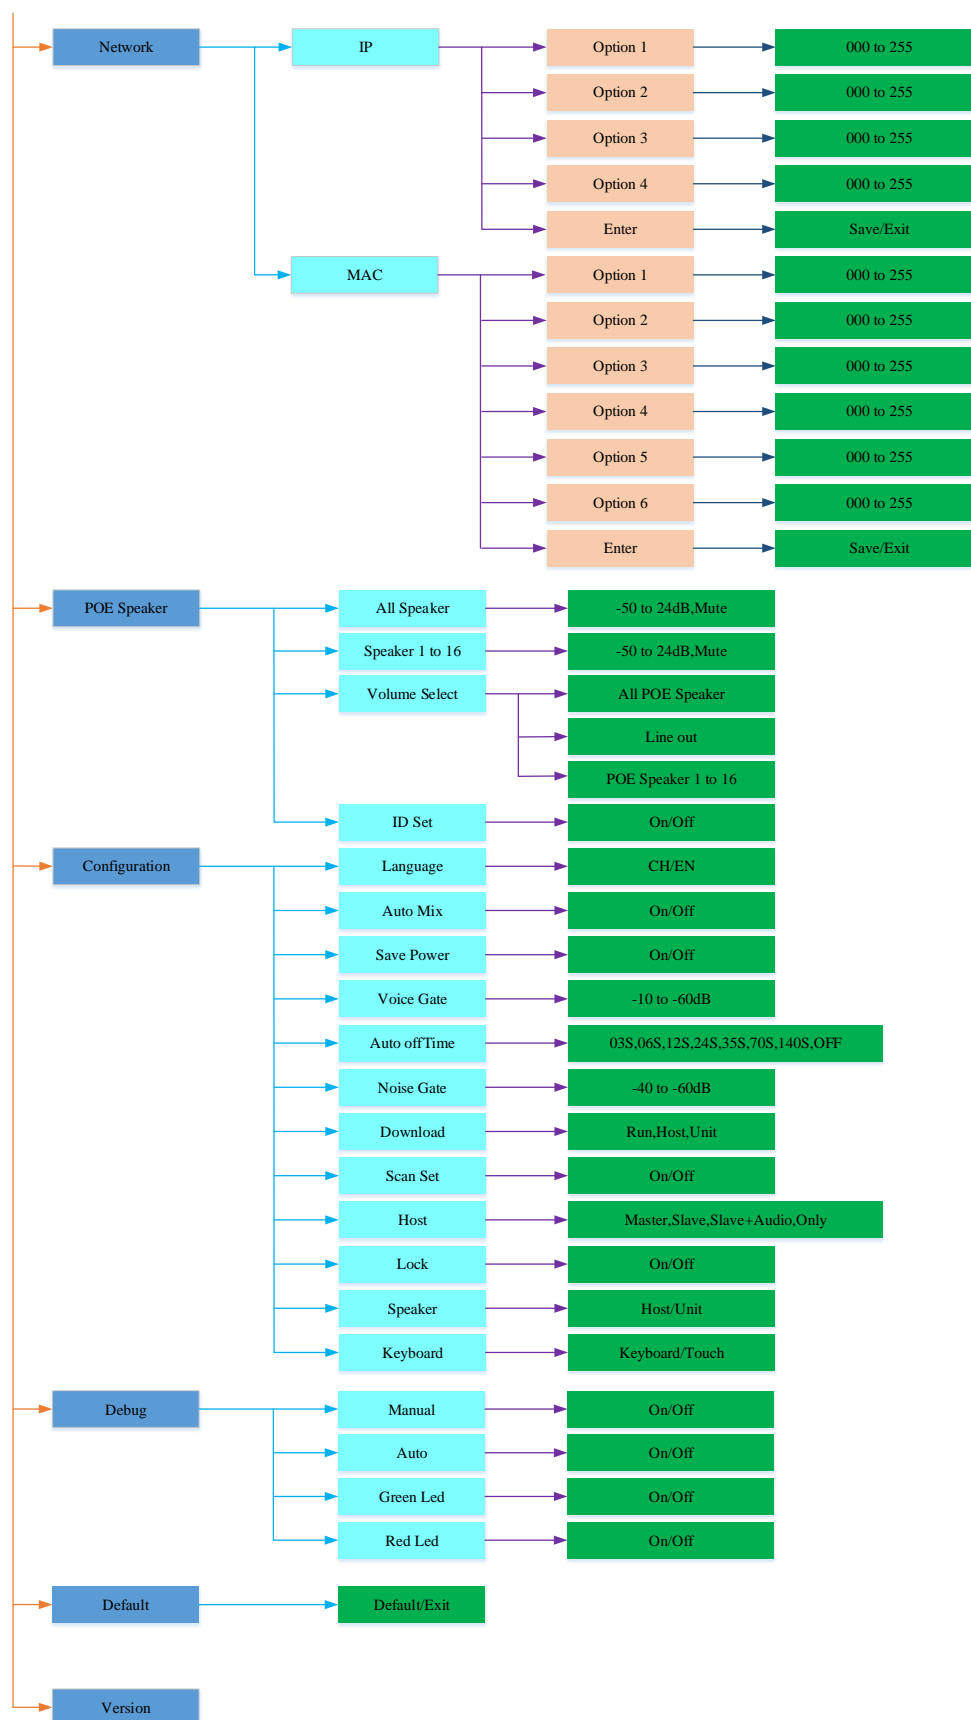 Network
IP
Option 1
000 to 255
Option 2
000 to 255
Option 3
000 to 255
Option 4
000 to 255
Enter
Save/Exit
MAC
Option 1
000 to 255
Option 2
000 to 255
Option 3
000 to 255
Option 4
000 to 255
Option 5
000 to 255
Option 6
000 to 255
Enter
Save/Exit
POE Speaker
All Speaker
-50 to 24dB,Mute
Speaker 1 to 16
-50 to 24dB,Mute
Volume Select
All POE Speaker
Line out
POE Speaker 1 to 16
ID Set
On/Off
Configuration
Language
CH/EN
Auto Mix
On/Off
Save Power
On/Off
Voice Gate
-10 to -60dB
Auto offTime
03S,06S,12S,24S,35S,70S,140S,OFF
Noise Gate
-40 to -60dB
Download
Run,Host,Unit
Scan Set
On/Off
Host
Master,Slave,Slave+Audio,Only
Lock
On/Off
Speaker
Host/Unit
Keyboard
Keyboard/Touch
Debug
Manual
On/Off
Auto
On/Off
Green Led
On/Off
Red Led
On/Off
Default
Default/Exit
Version